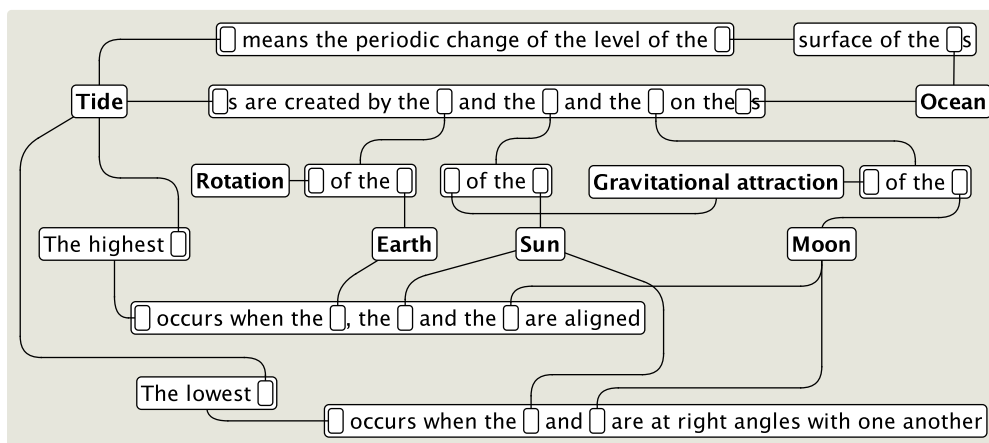 means the periodic change of the level of the
surface of the s
Tide
s are created by the and the and the on the s
Ocean
Rotation
of the
of the
Gravitational attraction
of the
The highest
Earth
Sun
Moon
occurs when the , the and the are aligned
The lowest
occurs when the and are at right angles with one another